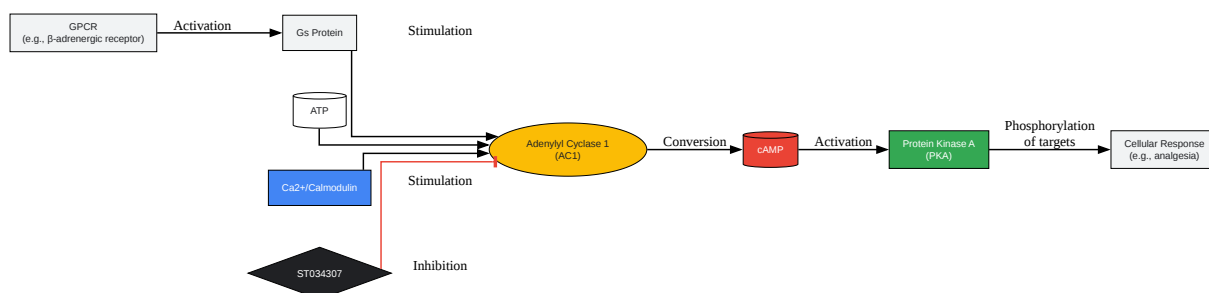 GPCR
(e.g., β-adrenergic receptor)
Activation
Gs Protein
Stimulation
ATP
Adenylyl Cyclase 1
(AC1)
Conversion
cAMP
Activation
Protein Kinase A
(PKA)
Phosphorylation
of targets
Cellular Response
(e.g., analgesia)
Ca2+/Calmodulin
Stimulation
ST034307
Inhibition